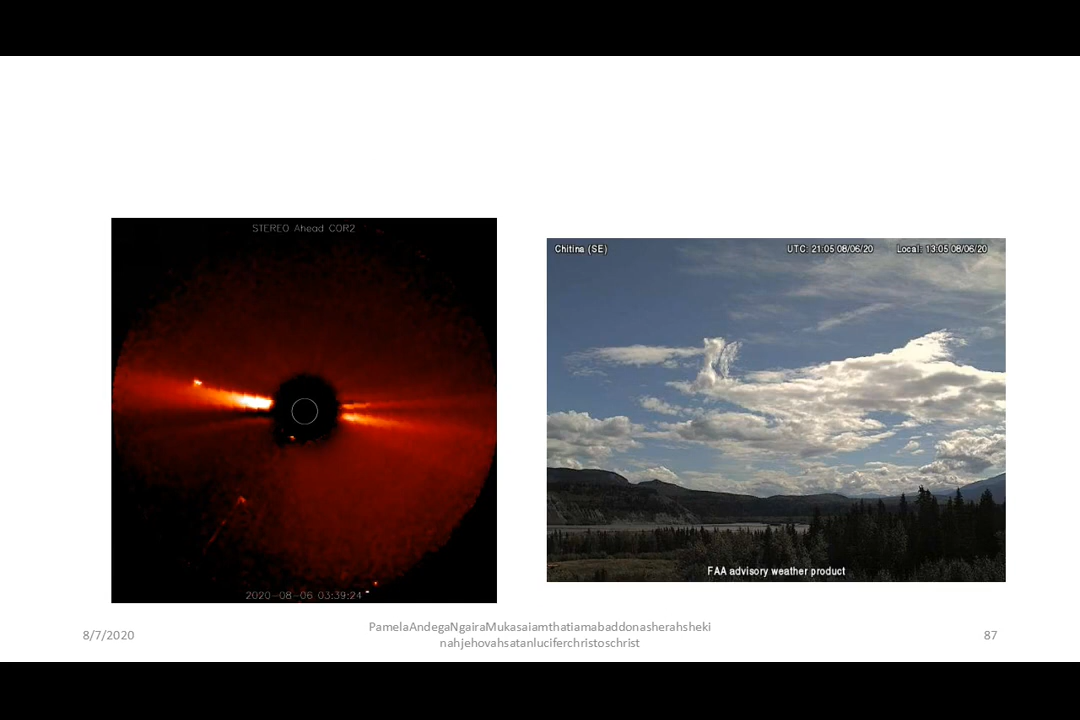 STEREO Ahead COR2
2020-08-06 03:39:24
Chitina (SE) UTC: 21:05 08/06/20 Local: 13:05 08/06/20
FAA advisory weather product
8/7/2020
PamelaAndegaNgairaMukasaiamthatiamabaddonasherahsheki
nahjehovahsatanluciferchristoschrist
87